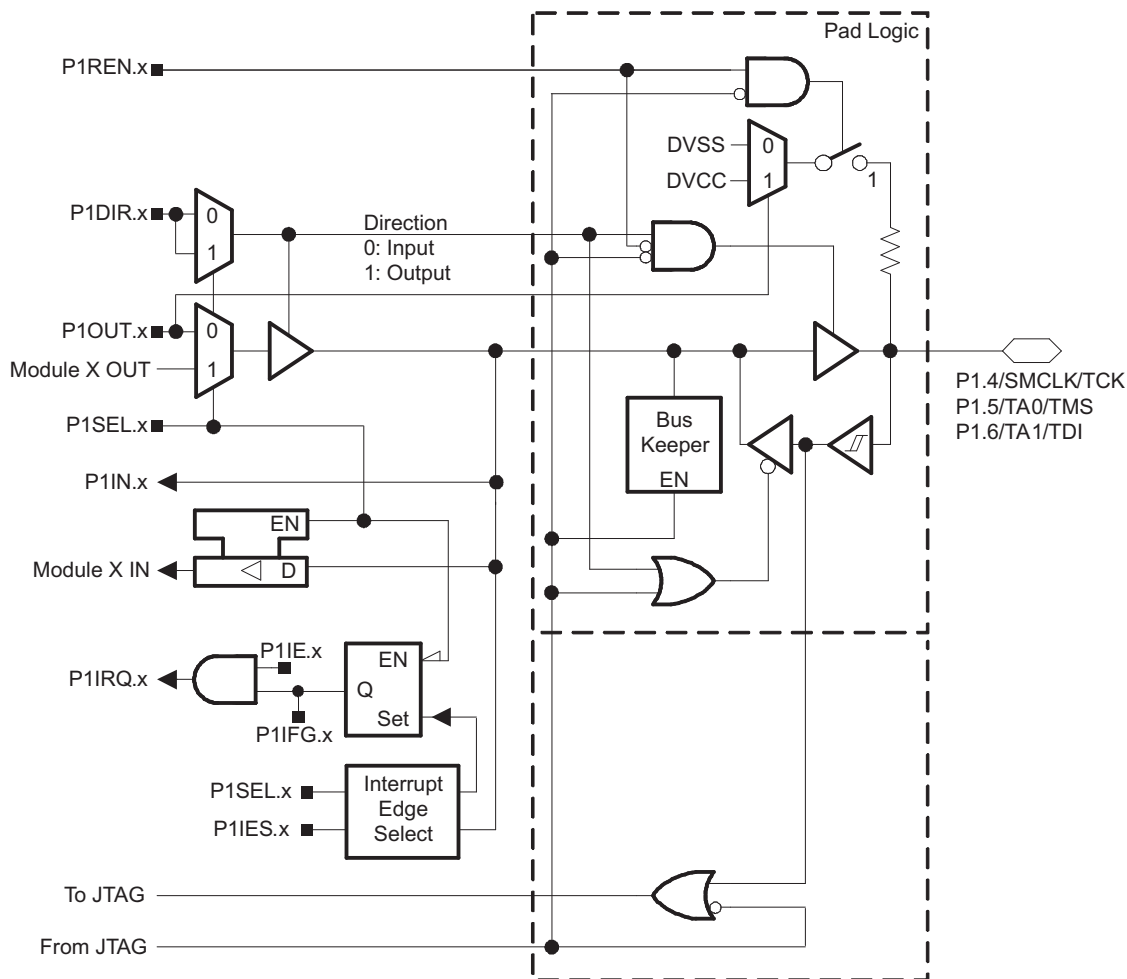 Pad Logic
P1REN.x
DVSS
0
DVCC
1
1
P1DIR.x
0
1
Direction
0: Input
1: Output
P1OUT.x
0
Module X OUT
1
P1.4/SMCLK/TCK
P1.5/TA0/TMS
P1.6/TA1/TDI
P1SEL.x
Bus
Keeper
EN
P1IN.x
EN
Module X IN
D
P1IE.x
P1IRQ.x
EN
Q
Set
P1IFG.x
P1SEL.x
P1IES.x
Interrupt
Edge
Select
To JTAG
From JTAG